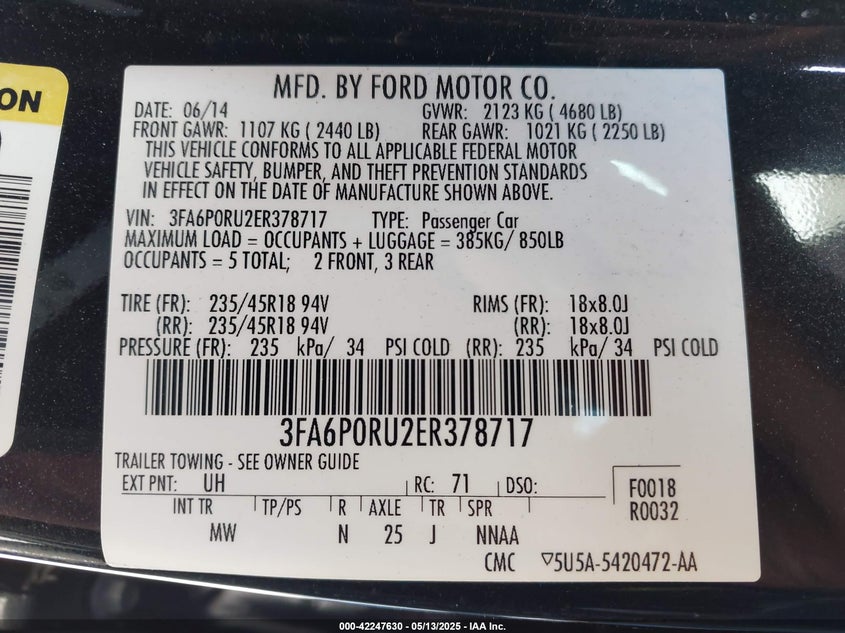 ON
MFD. BY FORD MOTOR CO.
DATE: 06/14 GVWR: 2123 KG ( 4680 LB)
FRONT GAWR: 1107 KG ( 2440 LB) REAR GAWR: 1021 KG ( 2250 LB)
THIS VEHICLE CONFORMS TO ALL APPLICABLE FEDERAL MOTOR
VEHICLE SAFETY, BUMPER, AND THEFT PREVENTION STANDARDS
IN EFFECT ON THE DATE OF MANUFACTURE SHOWN ABOVE.
VIN: 3FA6P0RU2ER378717 TYPE: Passenger Car
MAXIMUM LOAD = OCCUPANTS + LUGGAGE = 385KG/ 850LB
OCCUPANTS = 5 TOTAL; 2 FRONT, 3 REAR
TIRE (FR): 235/45R18 94V RIMS (FR): 18x8.0J
(RR): 235/45R18 94V (RR): 18x8.0J
PRESSURE (FR): 235 kPa/ 34 PSI COLD (RR): 235 kPa/ 34 PSI COLD
3FA6P0RU2ER378717
TRAILER TOWING - SEE OWNER GUIDE
EXT PNT: UH RC: 71 DSO: F0018
INT TR TP/PS R AXLE TR SPR R0032
MW N 25 J NNAA
CMC ▽5U5A-5420472-AA
000-42247630 - 05/13/2025 - IAA Inc.